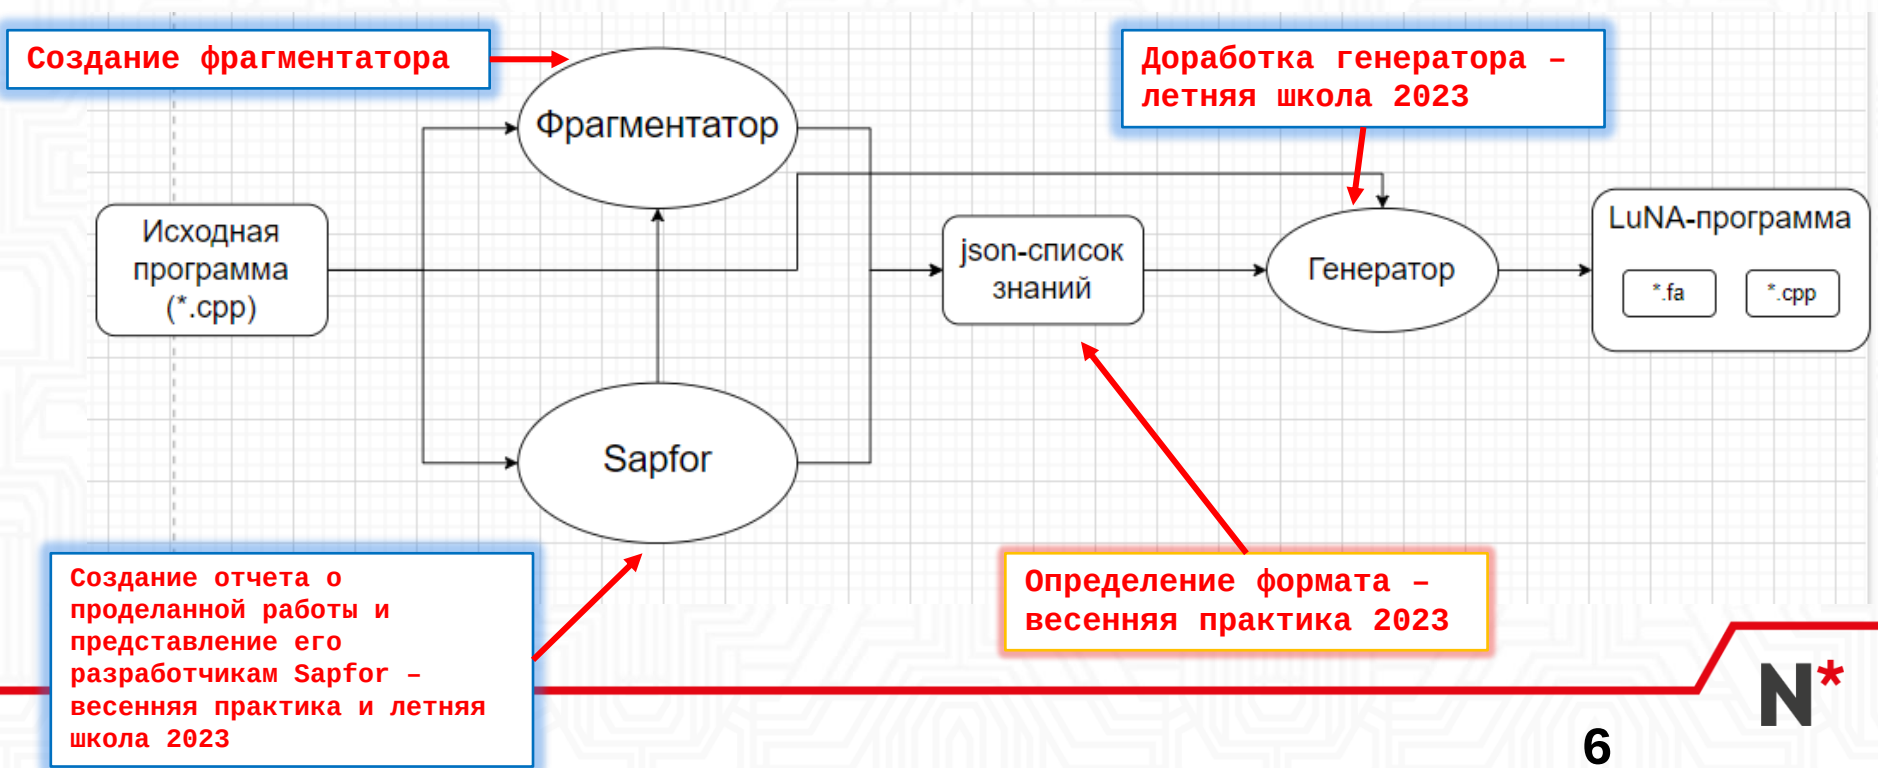 Создание фрагментатора
Доработка генератора –
летняя школа 2023
Фрагментатор
Исходная
программа
(*.cpp)
json-список
знаний
Генератор
LuNA-программа
*.fa
*.cpp
Sapfor
Создание отчета о
проделанной работы и
представление его
разработчикам Sapfor –
весенняя практика и летняя
школа 2023
Определение формата –
весенняя практика 2023
N*
6